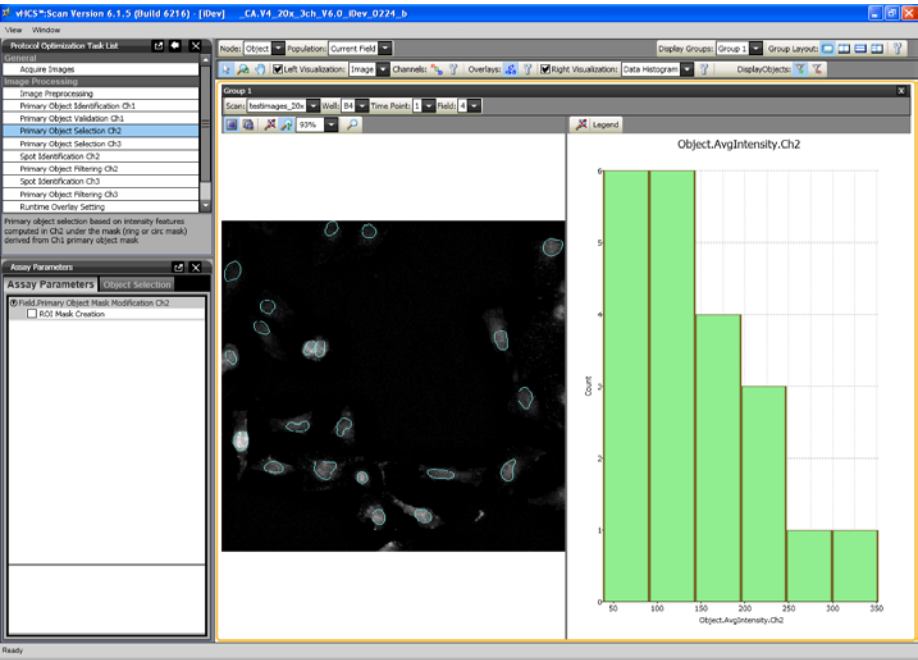 vHCS™:Scan Version 6.1.5 (Build 6216) - [iDev] _CA.V4_20x_3ch_V6.0_iDev_0224_b
View Window
Protocol Optimization Task List
General
Acquire Images
Image Processing
Image Preprocessing
Primary Object Identification Ch1
Primary Object Validation Ch1
Primary Object Selection Ch2
Primary Object Selection Ch3
Spot Identification Ch2
Primary Object Filtering Ch2
Spot Identification Ch3
Primary Object Filtering Ch3
Runtime Overlay Setting
Primary object selection based on intensity features
computed in Ch2 under the mask (ring or circ mask)
derived from Ch1 primary object mask
Assay Parameters
Assay Parameters Object Selection
Field.Primary Object Mask Modification Ch2
ROI Mask Creation
Node: Object Population: Current Field Display Groups: Group 1 Group Layout:
Left Visualization: Image Channels: Overlays: Right Visualization: Data Histogram DisplayObjects:
Group 1 X
Scan: testimages_20x Well: B4 Time Point: 1 Field: 4
93%
Legend
Object.AvgIntensity.Ch2
6
5
4
3
2
1
0
Count
50 100 150 200 250 300 350
Object.AvgIntensity.Ch2
Ready